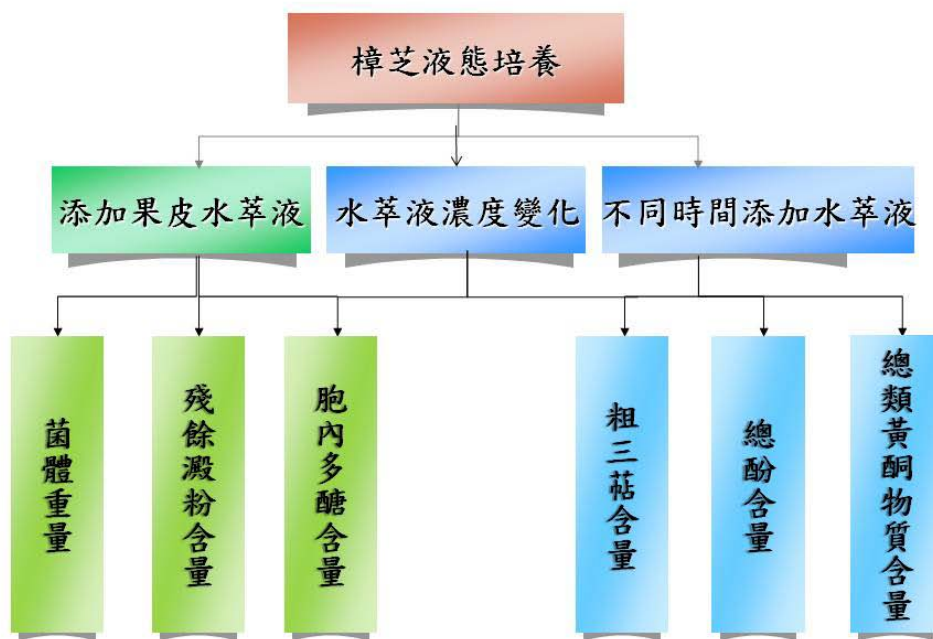 樟芝液態培養
添加果皮水萃液
水萃液濃度變化
不同時間添加水萃液
菌體重量
殘餘澱粉含量
胞內多醣含量
粗三萜含量
總酚含量
總類黃酮物質含量